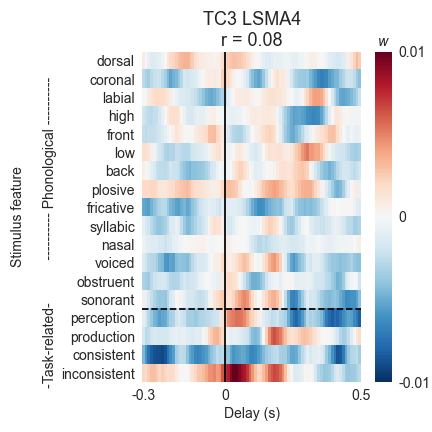 TC3 LSMA4
r = 0.08
w
dorsal
coronal
labial
high
front
low
back
plosive
fricative
syllabic
nasal
voiced
obstruent
sonorant
perception
production
consistent
inconsistent
Stimulus feature
---------- Phonological ----------
-Task-related-
0.01
0
-0.01
-0.3
0
0.5
Delay (s)